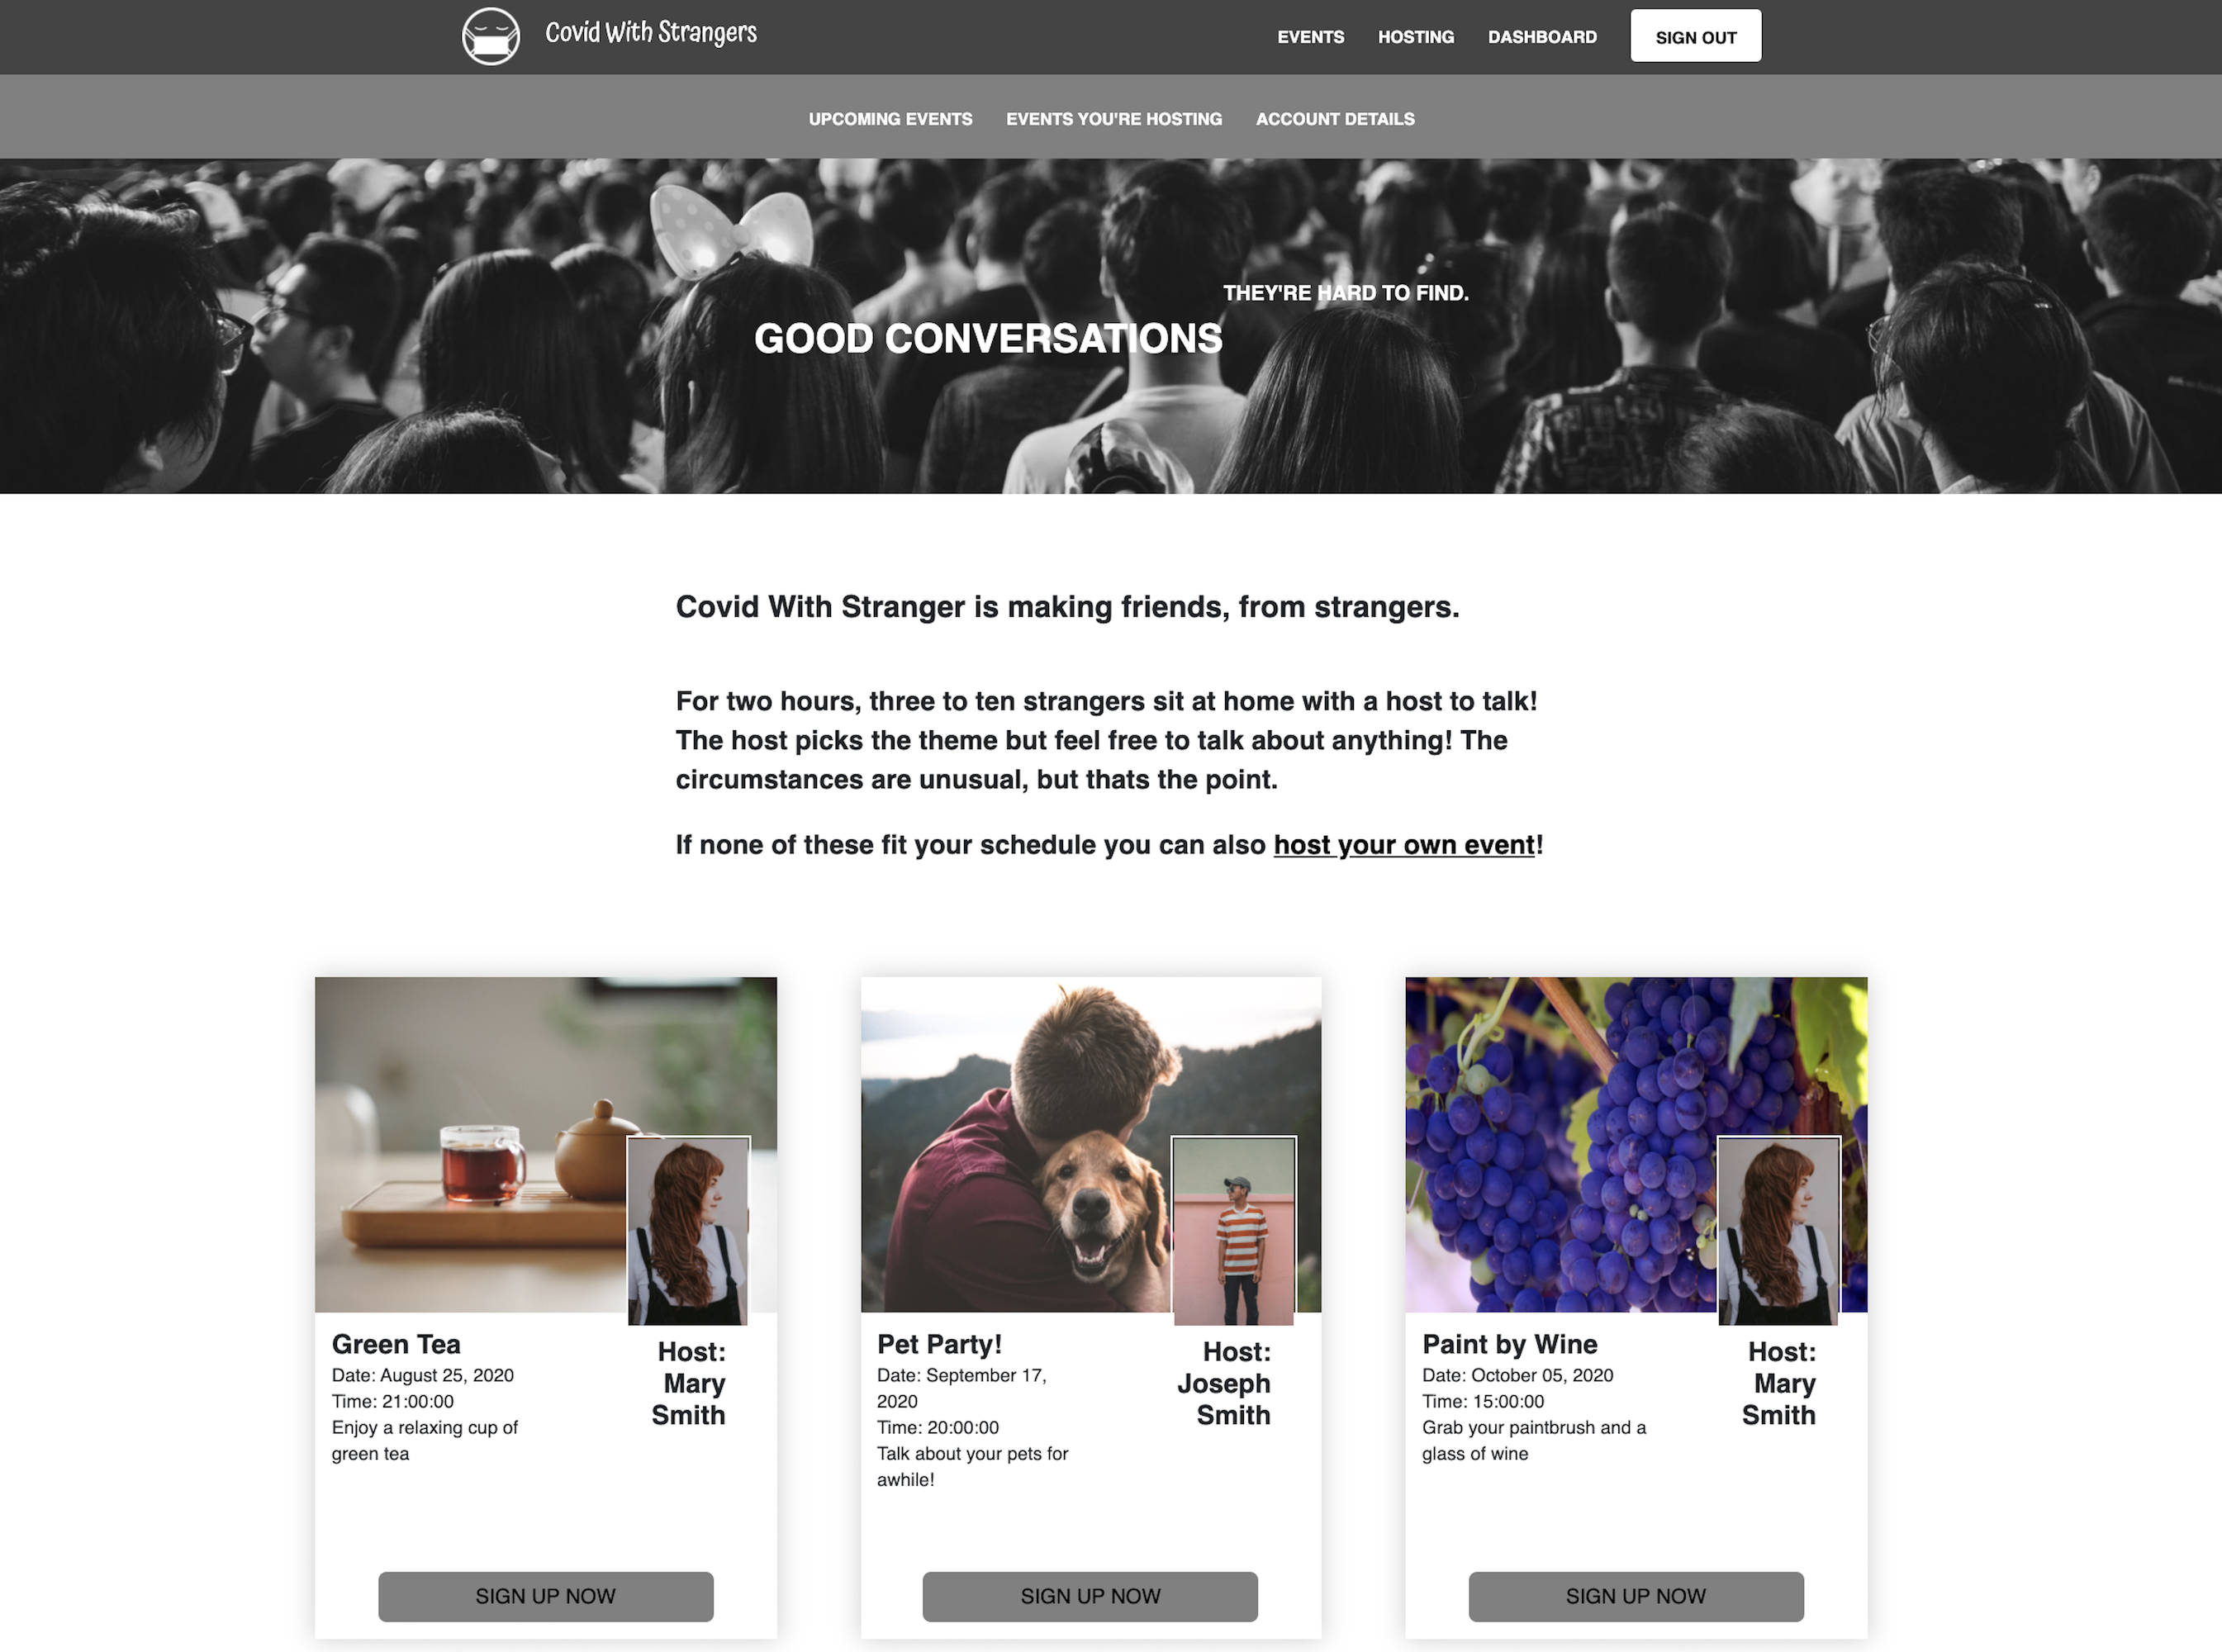 Covid With Strangers
EVENTS HOSTING DASHBOARD SIGN OUT
UPCOMING EVENTS EVENTS YOU'RE HOSTING ACCOUNT DETAILS
THEY'RE HARD TO FIND.
GOOD CONVERSATIONS
Covid With Stranger is making friends, from strangers.
For two hours, three to ten strangers sit at home with a host to talk!
The host picks the theme but feel free to talk about anything! The
circumstances are unusual, but thats the point.
If none of these fit your schedule you can also host your own event!
Green Tea
Date: August 25, 2020
Time: 21:00:00
Enjoy a relaxing cup of
green tea
Host:
Mary
Smith
SIGN UP NOW
Pet Party!
Date: September 17,
2020
Time: 20:00:00
Talk about your pets for
awhile!
Host:
Joseph
Smith
SIGN UP NOW
Paint by Wine
Date: October 05, 2020
Time: 15:00:00
Grab your paintbrush and a
glass of wine
Host:
Mary
Smith
SIGN UP NOW